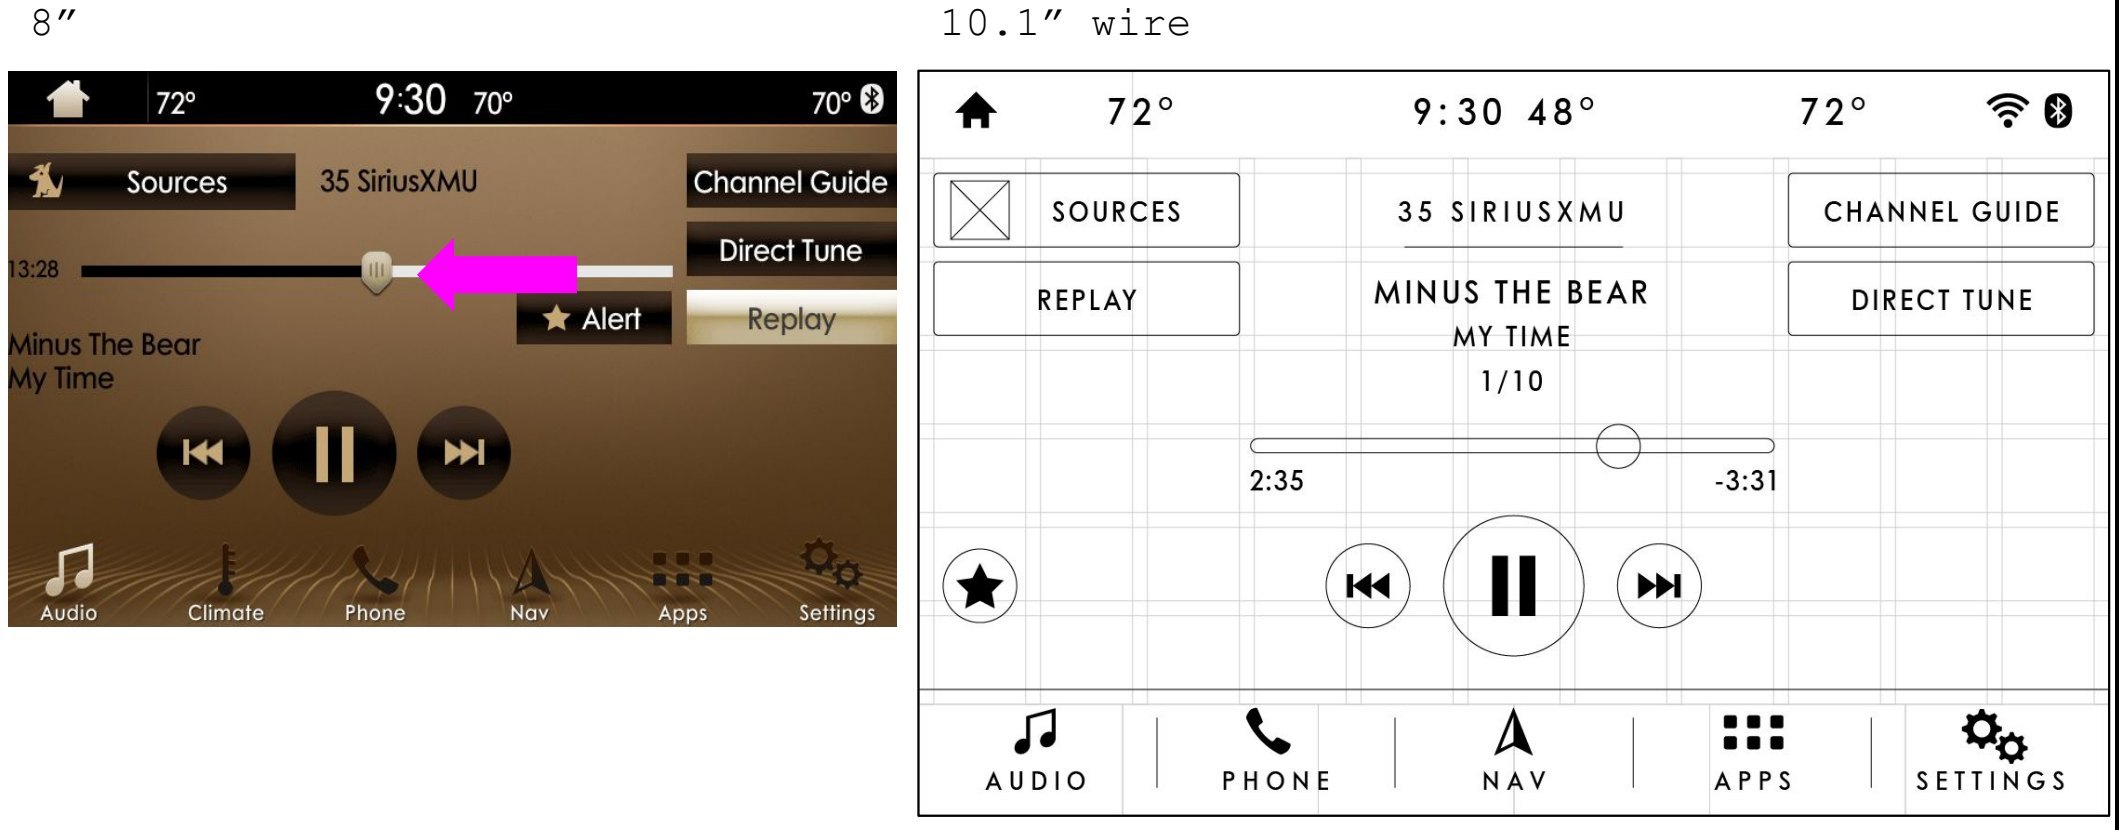 8”
10.1” wire
72° 9:30 70° 70°
Sources
35 SiriusXMU
Channel Guide
Direct Tune
13:28
Alert
Replay
Minus The Bear
My Time
Audio Climate Phone Nav Apps Settings
72° 9:30 48° 72°
SOURCES
35 SIRIUSXMU
CHANNEL GUIDE
REPLAY
MINUS THE BEAR
DIRECT TUNE
MY TIME
1/10
2:35 -3:31
AUDIO PHONE NAV APPS SETTINGS